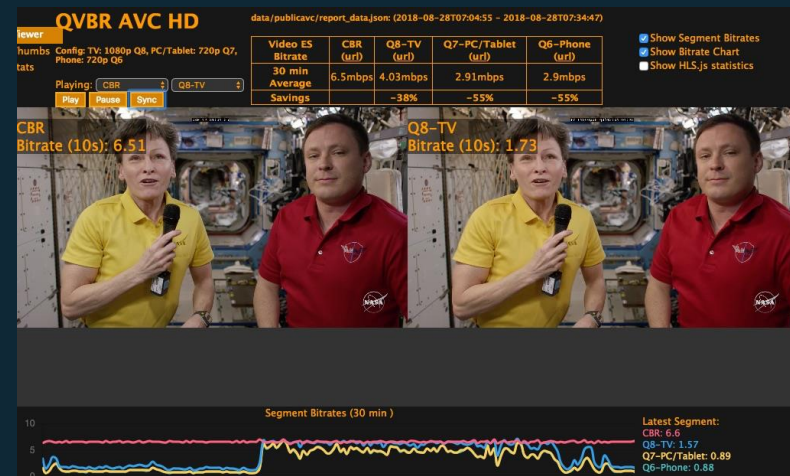 QVBR AVC HD
iewer
humbs
tats
Config: TV: 1080p Q8, PC/Tablet: 720p Q7,
Phone: 720p Q6
Playing: CBR Q8-TV
Play Pause Sync
data/publicavc/report_data.json: (2018-08-28T07:04:55 - 2018-08-28T07:34:47)
Video ES Bitrate CBR (url) Q8-TV (url) Q7-PC/Tablet (url) Q6-Phone (url)
30 min Average 6.5mbps 4.03mbps 2.91mbps 2.9mbps
Savings -38% -55% -55%
Show Segment Bitrates
Show Bitrate Chart
Show HLS.js statistics
CBR
Bitrate (10s): 6.51
Q8-TV
Bitrate (10s): 1.73
NASA
NASA
Segment Bitrates (30 min )
10
5
0
Latest Segment:
CBR: 6.6
Q8-TV: 1.57
Q7-PC/Tablet: 0.89
Q6-Phone: 0.88